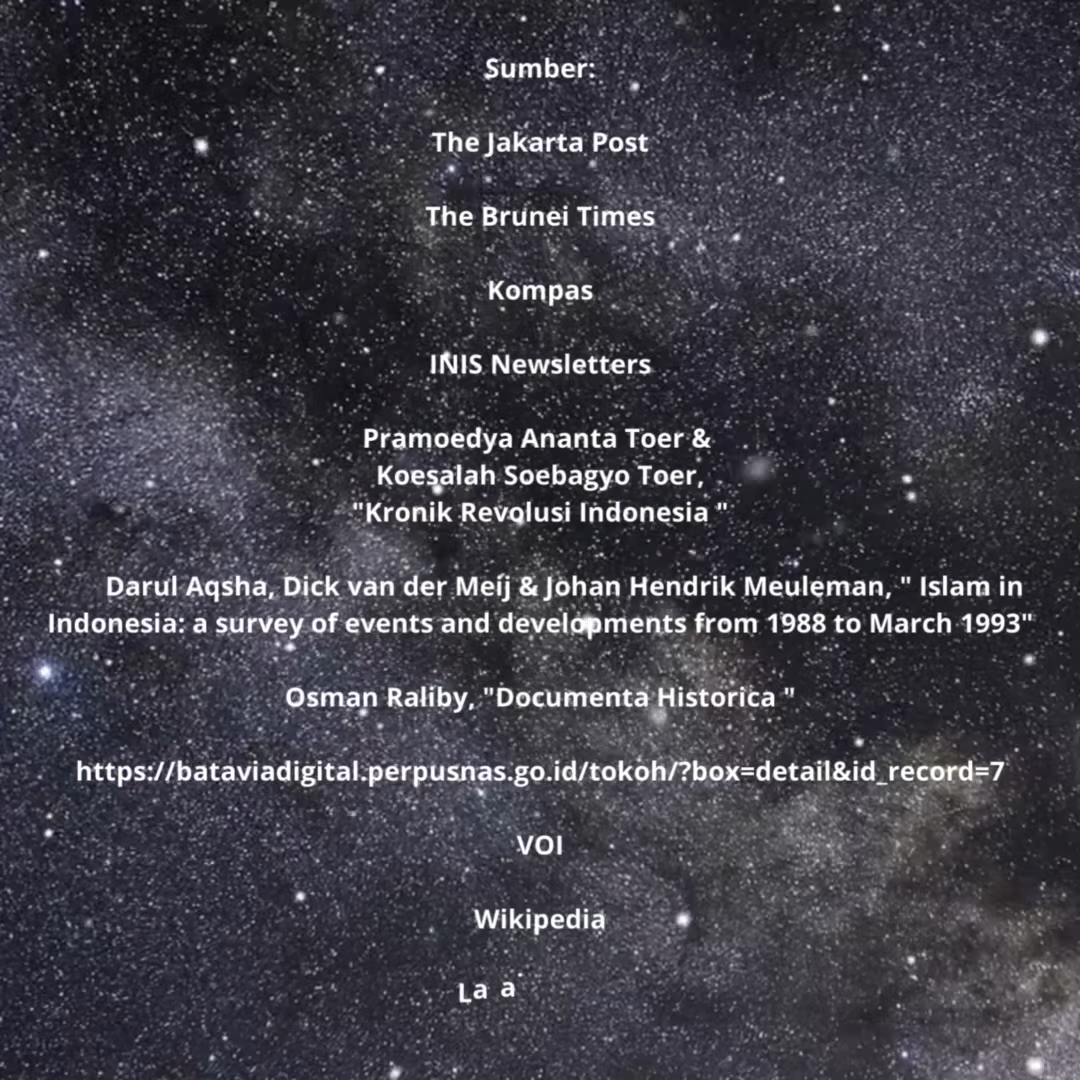 Sumber:
The Jakarta Post
The Brunei Times
Kompas
INIS Newsletters
Pramoedya Ananta Toer &
Koesalah Soebagyo Toer,
"Kronik Revolusi Indonesia "
Darul Aqsha, Dick van der Meij & Johan Hendrik Meuleman, " Islam in
Indonesia: a survey of events and developments from 1988 to March 1993"
Osman Raliby, "Documenta Historica "
https://bataviadigital.perpusnas.go.id/tokoh/?box=detail&id_record=7
VOI
Wikipedia